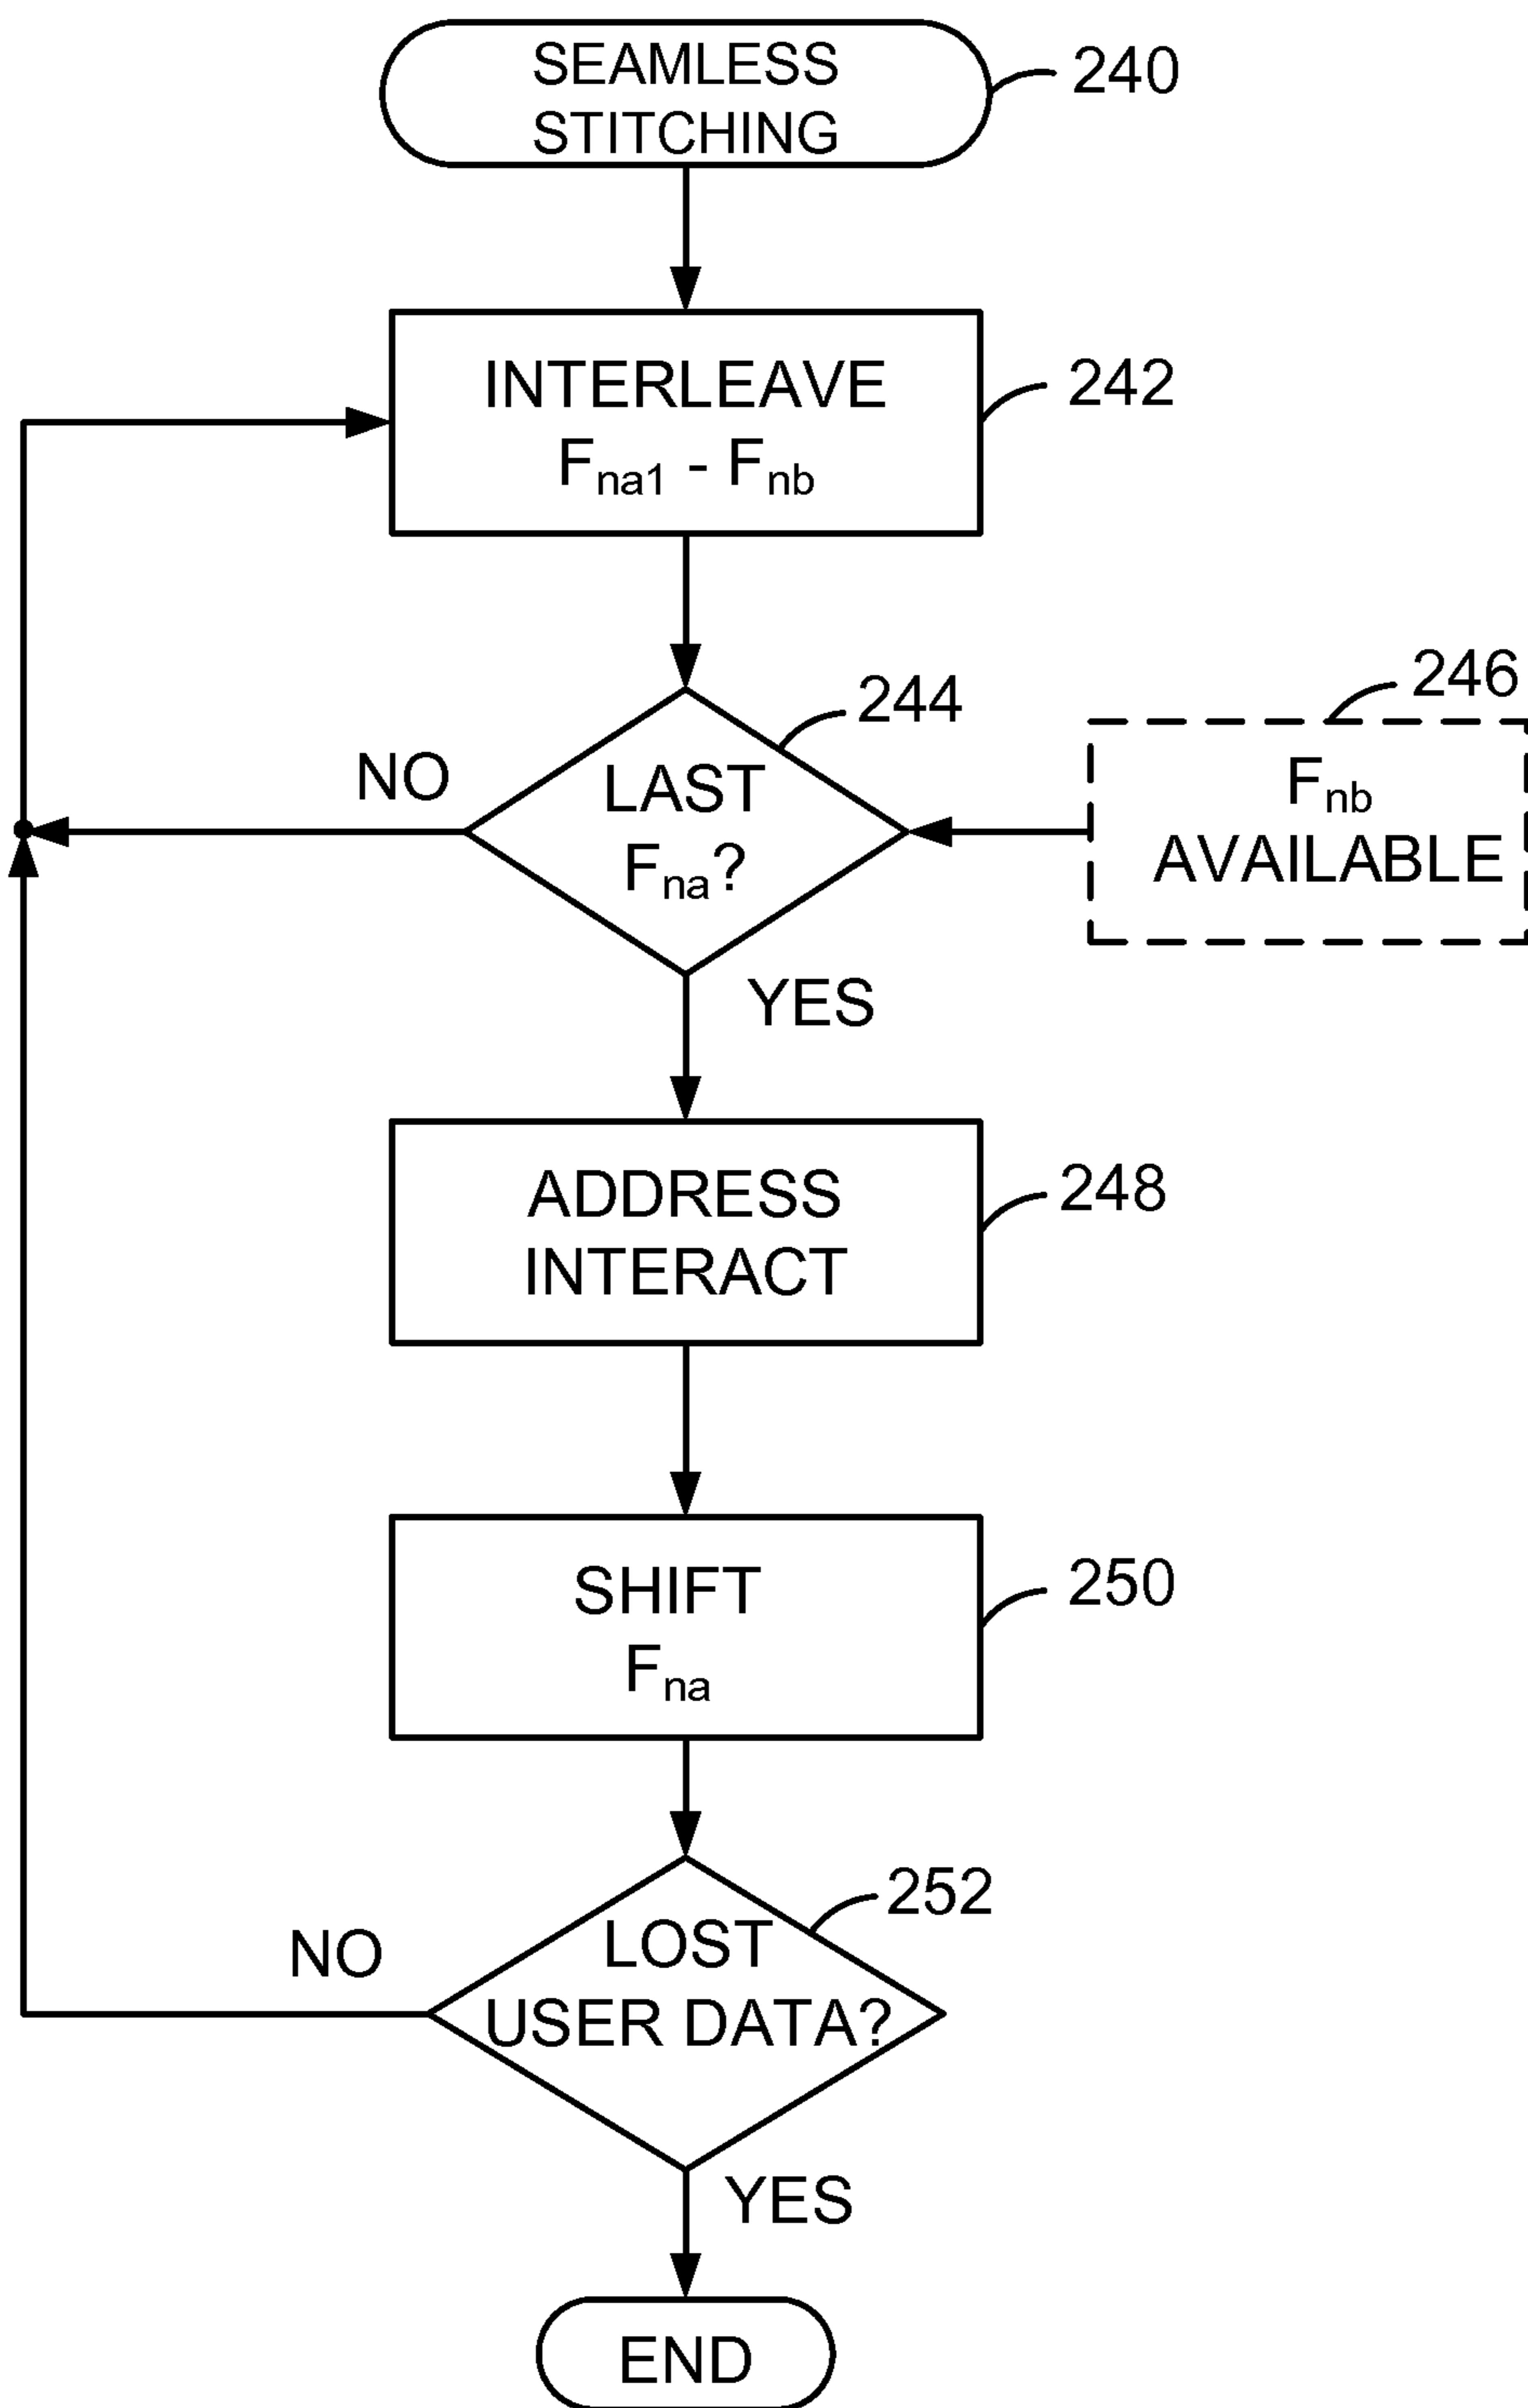 SEAMLESS
STITCHING
240
INTERLEAVE
Fna1 - Fnb
242
244
LAST
Fna?
NO
YES
246
Fnb
AVAILABLE
ADDRESS
INTERACT
248
SHIFT
Fna
250
252
LOST
USER DATA?
NO
YES
END